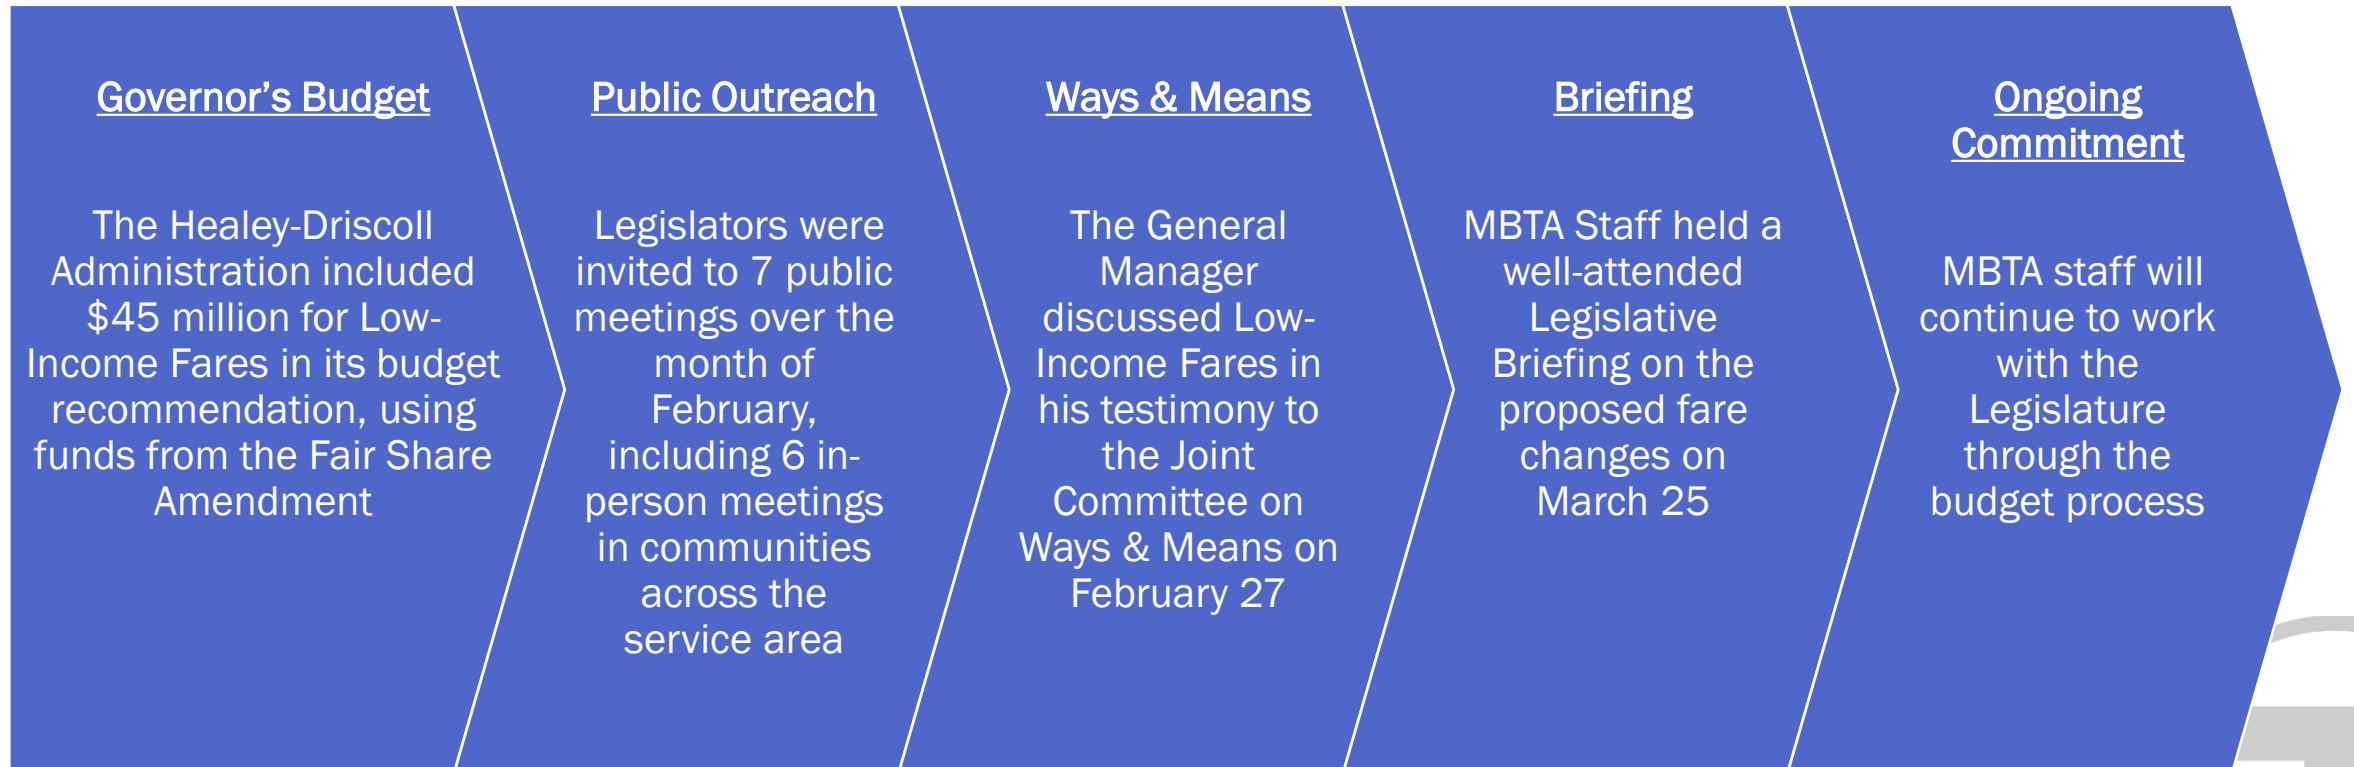 Governor’s Budget
The Healey-Driscoll
Administration included
$45 million for Low-
Income Fares in its budget
recommendation, using
funds from the Fair Share
Amendment
Public Outreach
Legislators were
invited to 7 public
meetings over the
month of
February,
including 6 in-
person meetings
in communities
across the
service area
Ways & Means
The General
Manager
discussed Low-
Income Fares in
his testimony to
the Joint
Committee on
Ways & Means on
February 27
Briefing
MBTA Staff held a
well-attended
Legislative
Briefing on the
proposed fare
changes on
March 25
Ongoing
Commitment
MBTA staff will
continue to work
with the
Legislature
through the
budget process